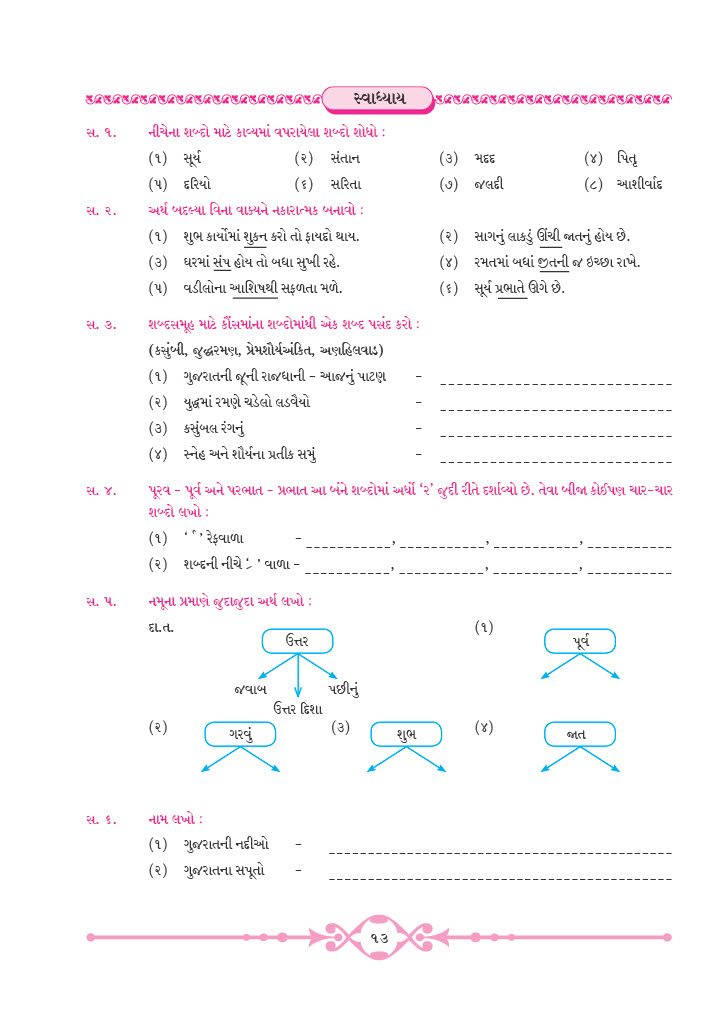 સ્વાધ્યાય
સ. ૧. નીચેના શબ્દો માટે કાવ્યમાં વપરાયેલા શબ્દો શોધો :
(૧) સૂર્ય (૨) સંતાન (૩) મદદ (૪) પિતૃ
(૫) દરિયો (૬) સરિતા (૭) જલદી (૮) આશીર્વાદ
સ. ૨. અર્થ બદલ્યા વિના વાક્યને નકારાત્મક બનાવો :
(૧) શુભ કાર્યોમાં શુકન કરો તો ફાયદો થાય. (૨) સાગનું લાકડું ઊંચી જાતનું હોય છે.
(૩) ઘરમાં સંપ હોય તો બધા સુખી રહે. (૪) રમતમાં બધાં જીતની જ ઇચ્છા રાખે.
(૫) વડીલોના આશિષથી સફળતા મળે. (૬) સૂર્ય પ્રભાતે ઊગે છે.
સ. ૩. શબ્દસમૂહ માટે કૌંસમાંના શબ્દોમાંથી એક શબ્દ પસંદ કરો :
(કસુંબી, જુદ્ધરમણ, પ્રેમશૌર્યઅંકિત, અણહિલવાડ)
(૧) ગુજરાતની જૂની રાજધાની - આજનું પાટણ - ____________________________
(૨) યુદ્ધમાં રમણે ચડેલો લડવૈયો - ____________________________
(૩) કસુંબલ રંગનું - ____________________________
(૪) સ્નેહ અને શૌર્યના પ્રતીક સમું - ____________________________
સ. ૪. પૂરવ - પૂર્વ અને પરભાત - પ્રભાત આ બંને શબ્દોમાં અર્ધો ‘ર’ જુદી રીતે દર્શાવ્યો છે. તેવા બીજા કોઈપણ ચાર-ચાર
શબ્દો લખો :
(૧) ‘ર્’ રેફવાળા - ___________, ___________, ___________, ___________
(૨) શબ્દની નીચે ‘્ર’ વાળા - ___________, ___________, ___________, ___________
સ. ૫. નમૂના પ્રમાણે જુદાજુદા અર્થ લખો :
દા.ત. ઉત્તર (૧) પૂર્વ
જવાબ પછીનું
ઉત્તર દિશા
(૨) ગરવું (૩) શુભ (૪) જાત
સ. ૬. નામ લખો :
(૧) ગુજરાતની નદીઓ - ____________________________
(૨) ગુજરાતના સપૂતો - ____________________________
૧૩